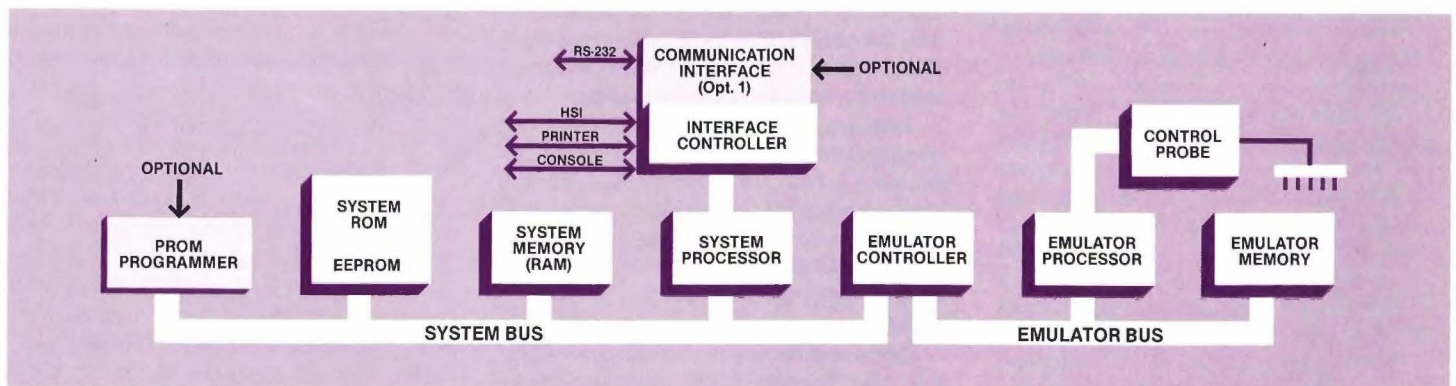 RS-232
COMMUNICATION
INTERFACE
(Opt. 1)
OPTIONAL
HSI
PRINTER
CONSOLE
INTERFACE
CONTROLLER
CONTROL
PROBE
OPTIONAL
PROM
PROGRAMMER
SYSTEM
ROM
EEPROM
SYSTEM
MEMORY
(RAM)
SYSTEM
PROCESSOR
EMULATOR
CONTROLLER
EMULATOR
PROCESSOR
EMULATOR
MEMORY
SYSTEM BUS
EMULATOR BUS